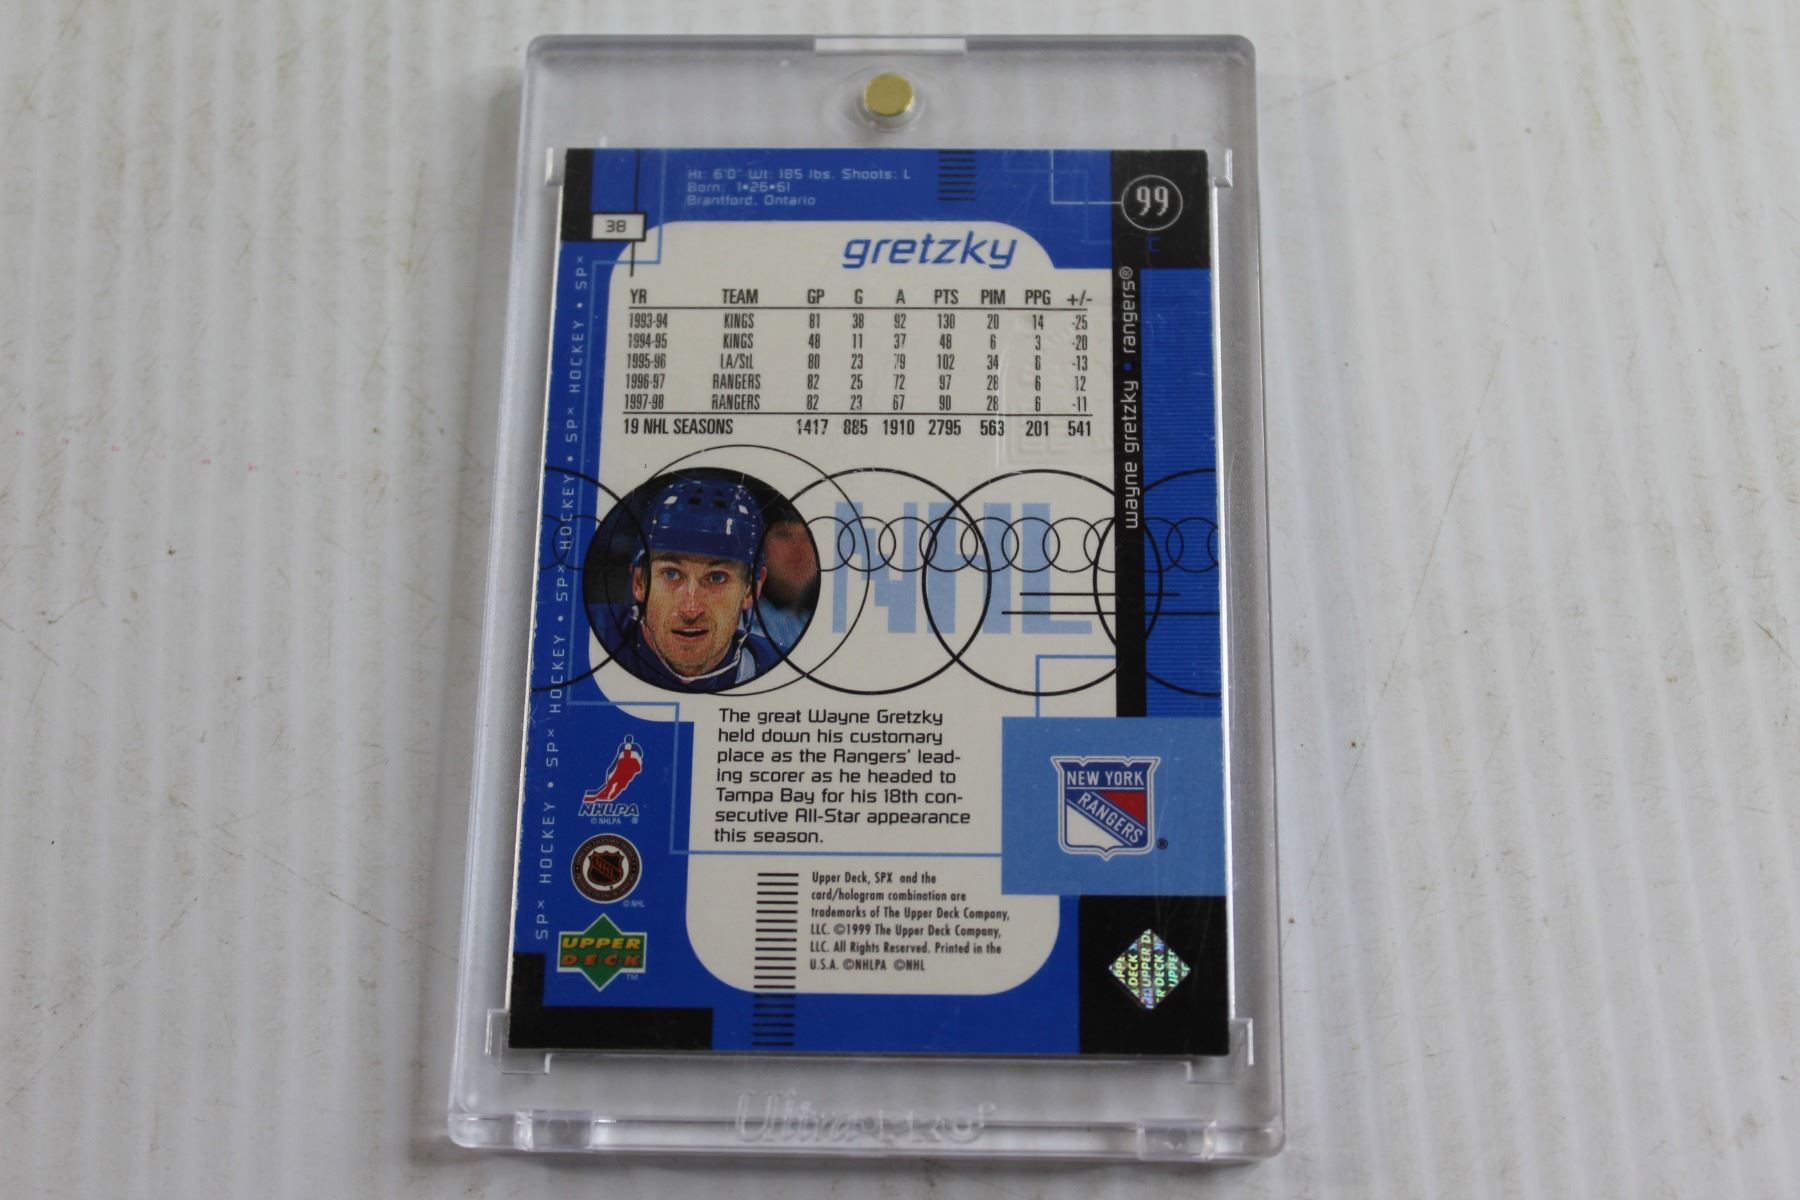 Ht: 6'0" Wt: 185 lbs. Shoots: L
Born: 1•26•61
Brantford, Ontario
99
C
38
gretzky
YR TEAM GP G A PTS PIM PPG +/-
1993-94 KINGS 81 38 92 130 20 14 -25
1994-95 KINGS 48 11 37 48 6 3 -20
1995-96 LA/StL 80 23 79 102 34 6 -13
1996-97 RANGERS 82 25 72 97 28 6 12
1997-98 RANGERS 82 23 67 90 28 6 -11
19 NHL SEASONS 1417 885 1910 2795 563 201 541
wayne gretzky • rangers®
SPx HOCKEY • SPx HOCKEY • SPx HOCKEY • SPx HOCKEY • SPx HOCKEY • SPx
NHL
The great Wayne Gretzky
held down his customary
place as the Rangers' lead-
ing scorer as he headed to
Tampa Bay for his 18th con-
secutive All-Star appearance
this season.
NHLPA
© NHLPA ®
NHL
© NHL
UPPER
DECK
TM
NEW YORK
RANGERS
®
Upper Deck, SPX and the
card/hologram combination are
trademarks of The Upper Deck Company,
LLC. ©1999 The Upper Deck Company,
LLC. All Rights Reserved. Printed in the
U.S.A. ©NHLPA ©NHL
UPPER DECK
Ultra PRO